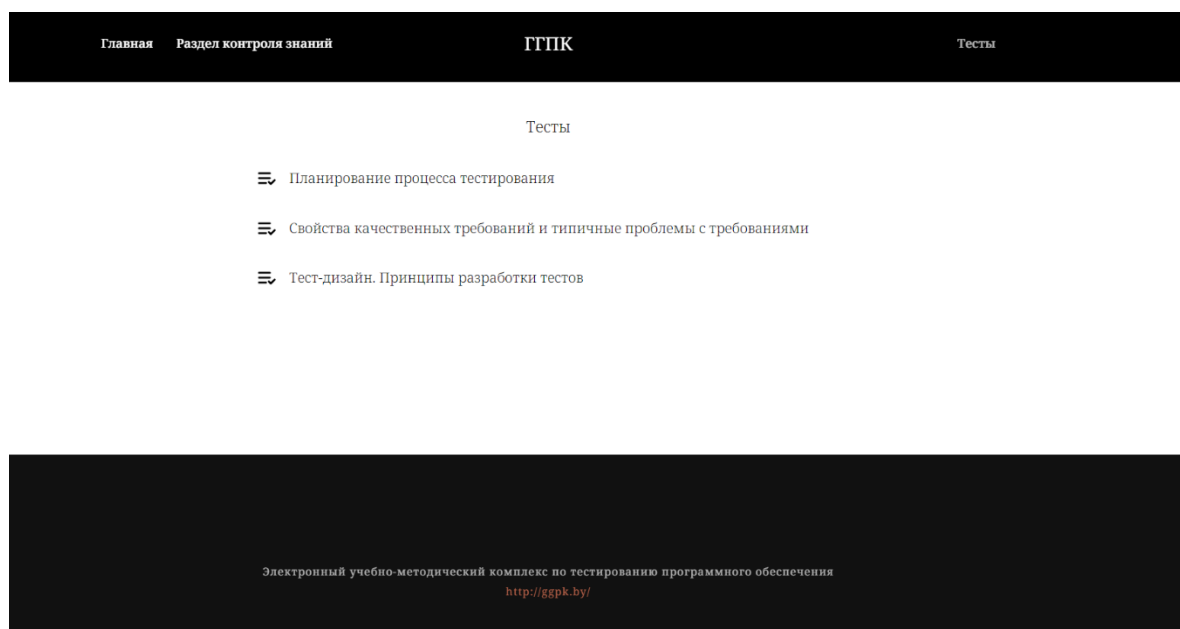 Главная Раздел контроля знаний ГГПК Тесты
Тесты
Планирование процесса тестирования
Свойства качественных требований и типичные проблемы с требованиями
Тест-дизайн. Принципы разработки тестов
Электронный учебно-методический комплекс по тестированию программного обеспечения
http://ggpk.by/